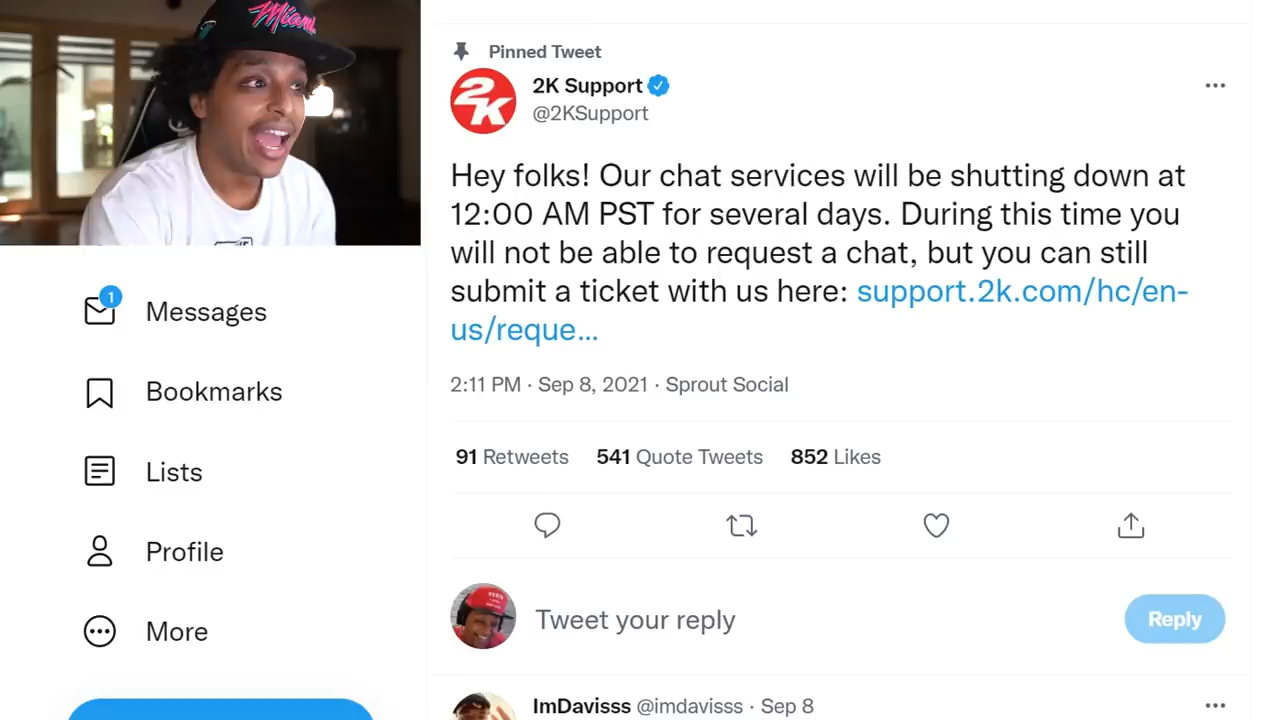 Miami
Pinned Tweet
2K Support
@2KSupport
2K
Hey folks! Our chat services will be shutting down at
12:00 AM PST for several days. During this time you
will not be able to request a chat, but you can still
submit a ticket with us here: support.2k.com/hc/en-
us/reque...
2:11 PM · Sep 8, 2021 · Sprout Social
91 Retweets 541 Quote Tweets 852 Likes
Tweet your reply
Reply
ImDavisss @imdavisss · Sep 8
1
Messages
Bookmarks
Lists
Profile
More